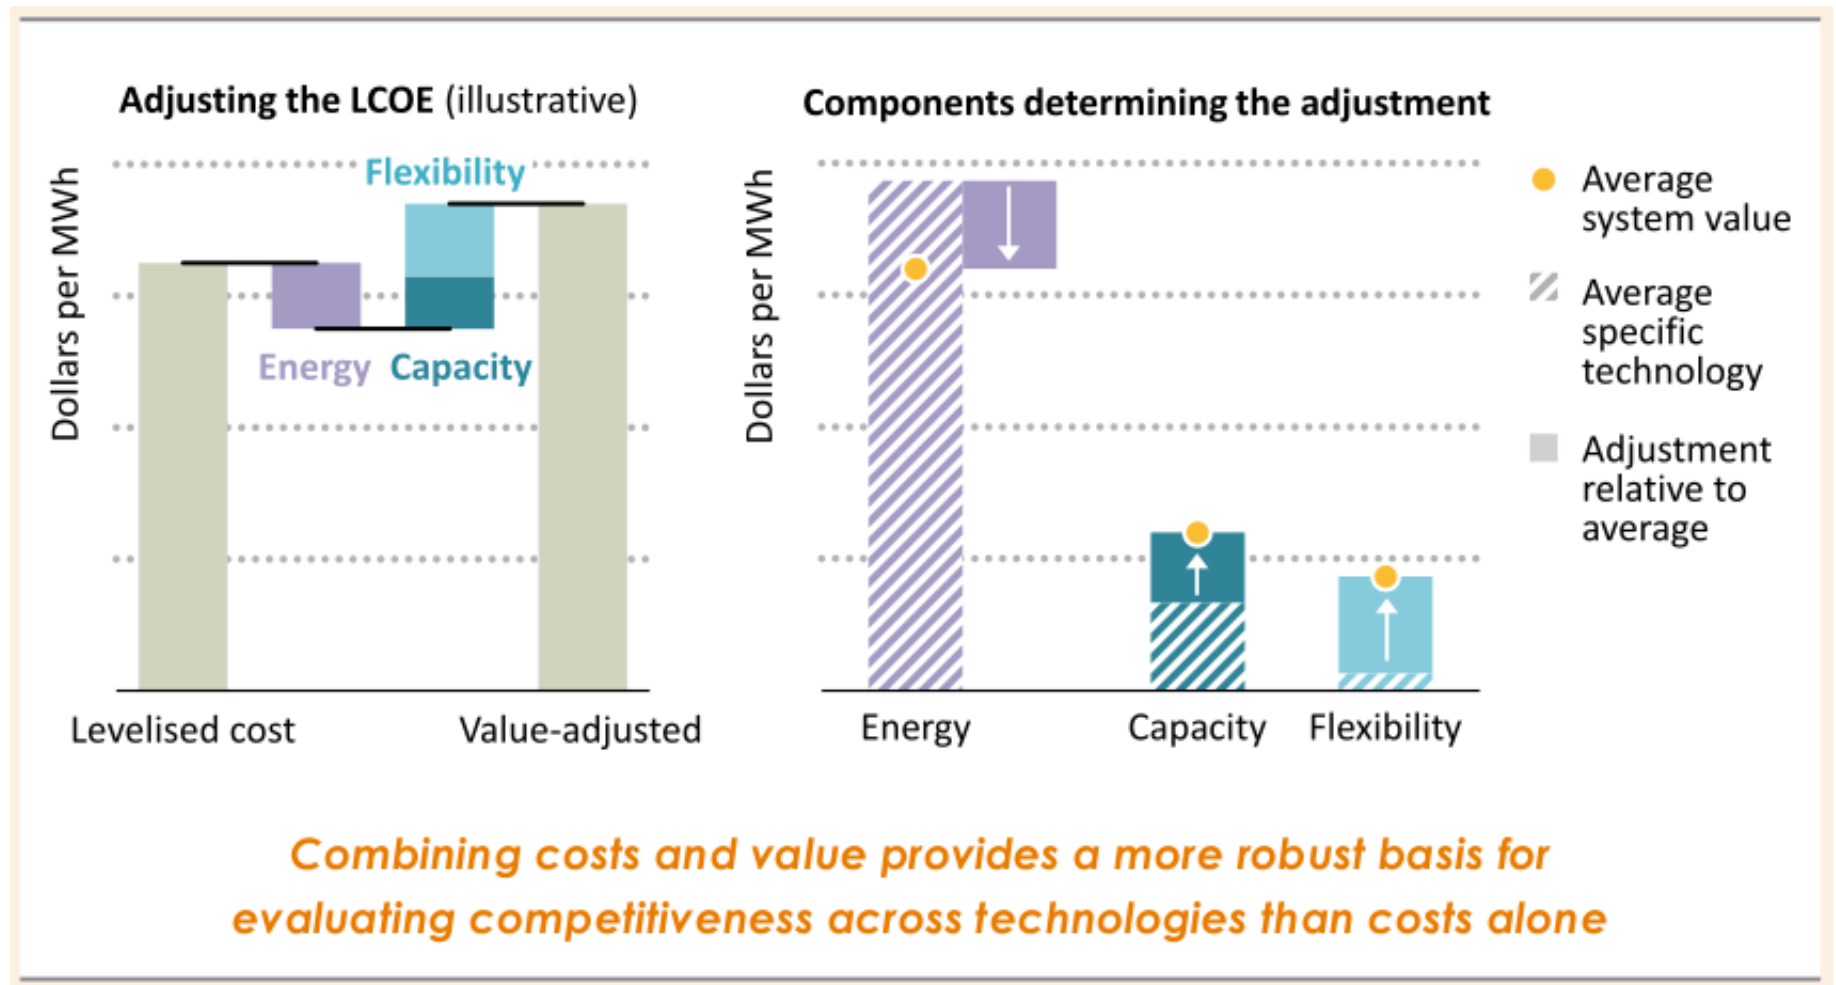 Adjusting the LCOE (illustrative)
Dollars per MWh
Flexibility
Energy
Capacity
Levelised cost
Value-adjusted
Components determining the adjustment
Dollars per MWh
Energy
Capacity
Flexibility
Average
system value
Average
specific
technology
Adjustment
relative to
average
Combining costs and value provides a more robust basis for
evaluating competitiveness across technologies than costs alone